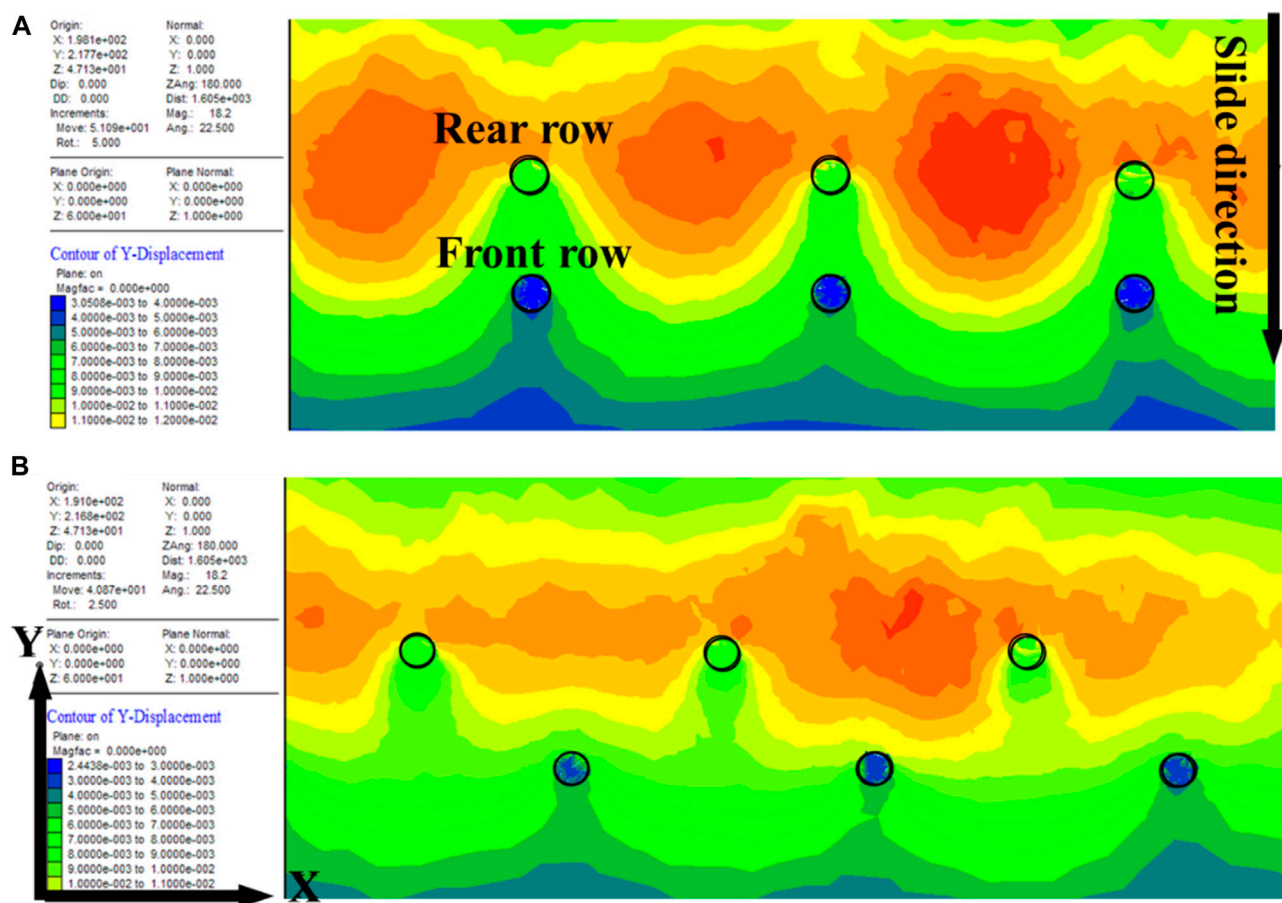 A
Origin: Normal:
X: 1.981e+002 X: 0.000
Y: 2.177e+002 Y: 0.000
Z: 4.713e+001 Z: 1.000
Dip: 0.000 ZAng: 180.000
DD: 0.000 Dist: 1.605e+003
Increments: Mag.: 18.2
Move: 5.109e+001 Ang.: 22.500
Rot.: 5.000
Plane Origin: Plane Normal:
X: 0.000e+000 X: 0.000e+000
Y: 0.000e+000 Y: 0.000e+000
Z: 6.000e+001 Z: 1.000e+000
Contour of Y-Displacement
Plane: on
Magfac = 0.000e+000
3.0508e-003 to 4.0000e-003
4.0000e-003 to 5.0000e-003
5.0000e-003 to 6.0000e-003
6.0000e-003 to 7.0000e-003
7.0000e-003 to 8.0000e-003
8.0000e-003 to 9.0000e-003
9.0000e-003 to 1.0000e-002
1.0000e-002 to 1.1000e-002
1.1000e-002 to 1.2000e-002
Rear row
Front row
Slide direction
B
Origin: Normal:
X: 1.910e+002 X: 0.000
Y: 2.168e+002 Y: 0.000
Z: 4.713e+001 Z: 1.000
Dip: 0.000 ZAng: 180.000
DD: 0.000 Dist: 1.605e+003
Increments: Mag.: 18.2
Move: 4.087e+001 Ang.: 22.500
Rot.: 2.500
Y
Plane Origin: Plane Normal:
X: 0.000e+000 X: 0.000e+000
Y: 0.000e+000 Y: 0.000e+000
Z: 6.000e+001 Z: 1.000e+000
Contour of Y-Displacement
Plane: on
Magfac = 0.000e+000
2.4438e-003 to 3.0000e-003
3.0000e-003 to 4.0000e-003
4.0000e-003 to 5.0000e-003
5.0000e-003 to 6.0000e-003
6.0000e-003 to 7.0000e-003
7.0000e-003 to 8.0000e-003
8.0000e-003 to 9.0000e-003
9.0000e-003 to 1.0000e-002
1.0000e-002 to 1.1000e-002
X